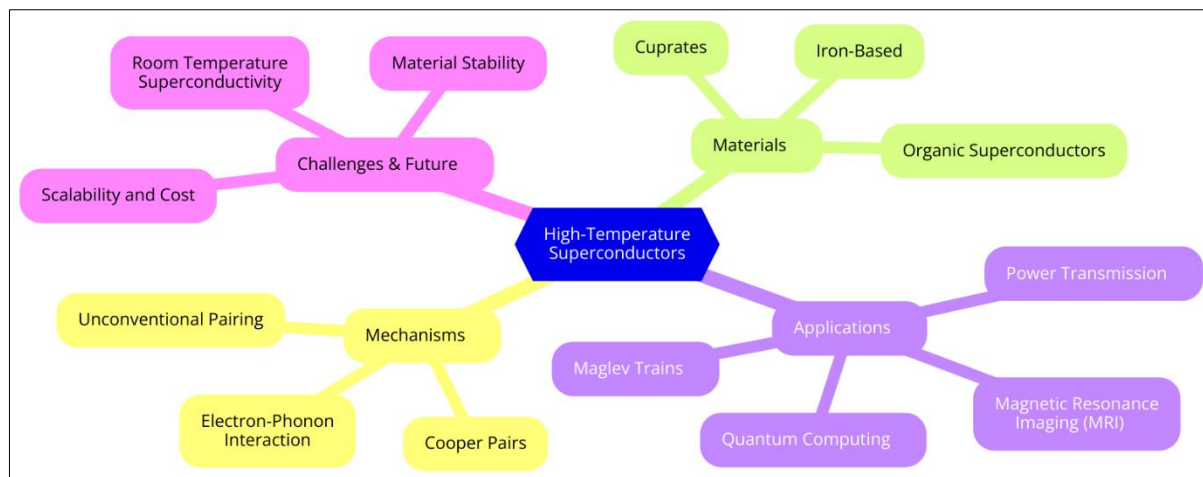 High-Temperature
Superconductors
Challenges & Future
Room Temperature
Superconductivity
Material Stability
Scalability and Cost
Materials
Cuprates
Iron-Based
Organic Superconductors
Mechanisms
Unconventional Pairing
Electron-Phonon
Interaction
Cooper Pairs
Applications
Power Transmission
Maglev Trains
Quantum Computing
Magnetic Resonance
Imaging (MRI)